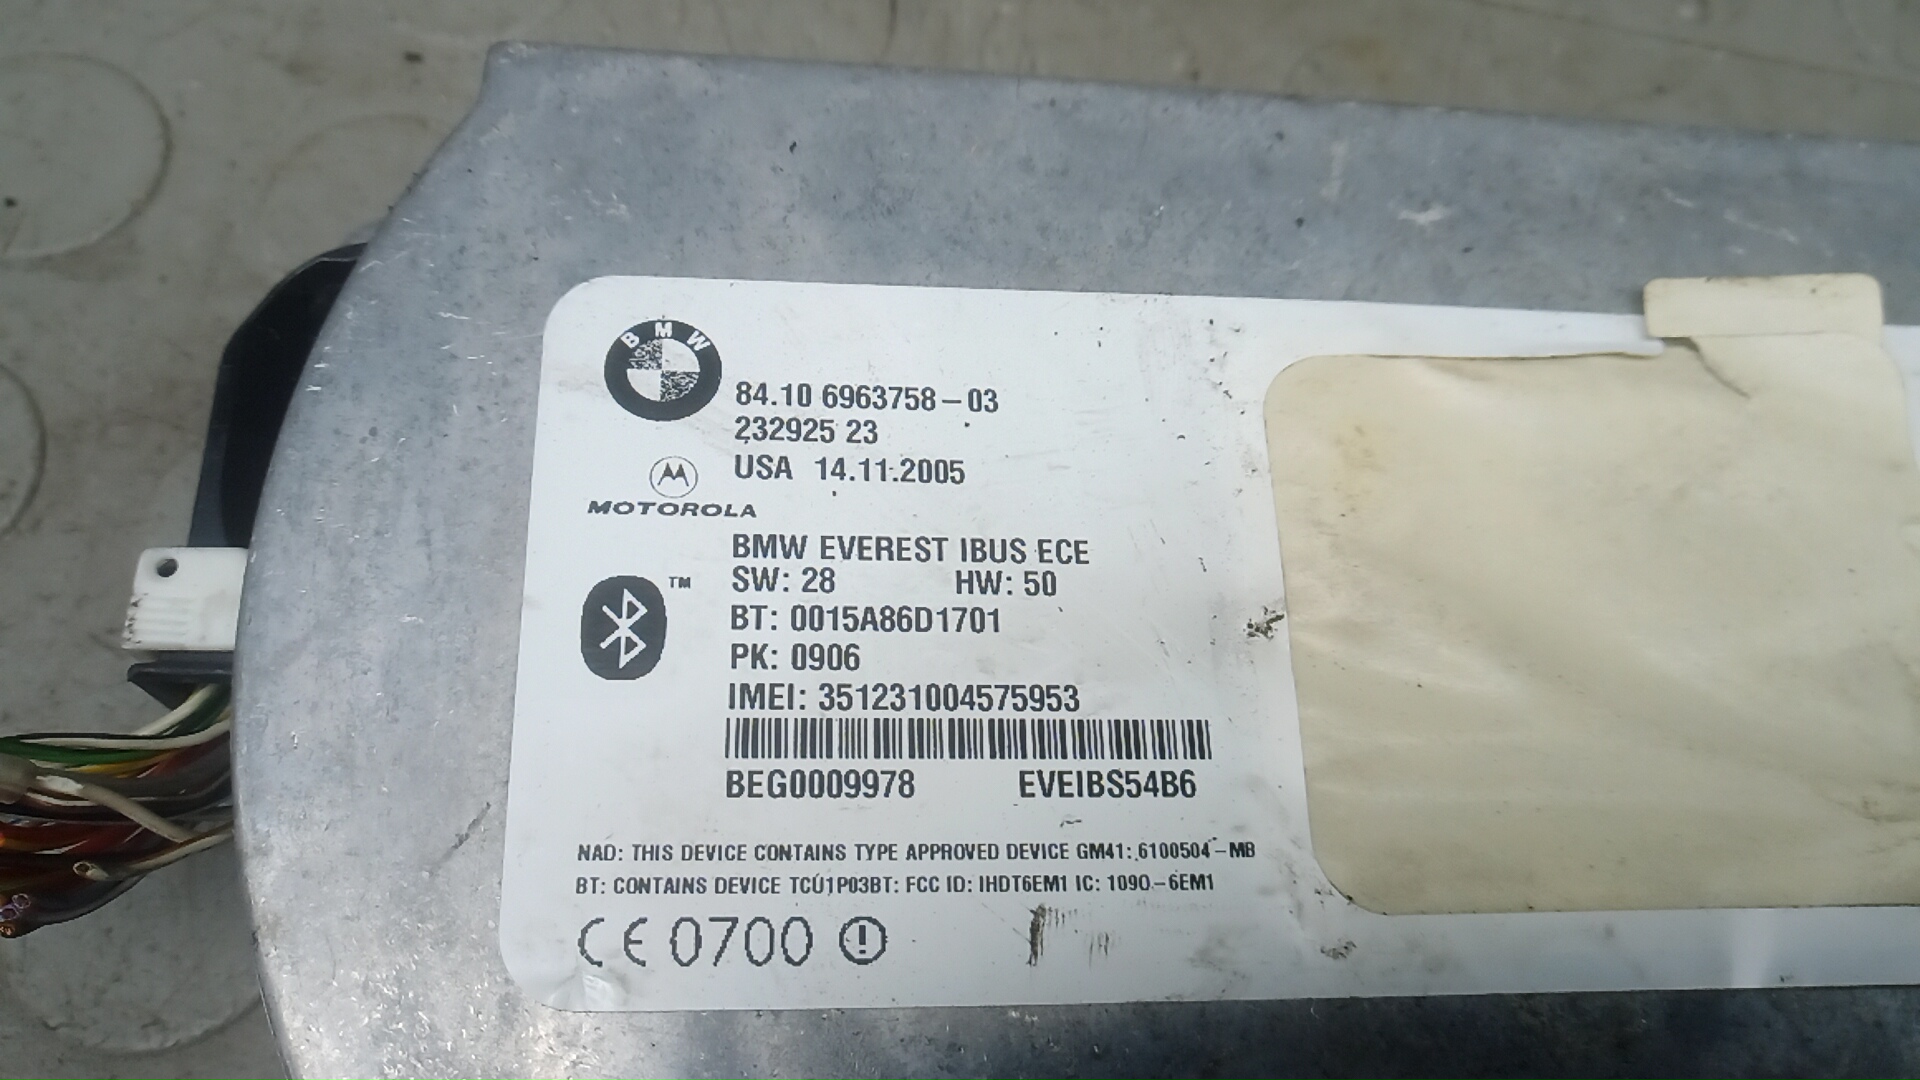 BMW
84.10 6963758-03
232925 23
USA 14.11.2005
MOTOROLA
BMW EVEREST IBUS ECE
SW: 28 HW: 50
TM
BT: 0015A86D1701
PK: 0906
IMEI: 351231004575953
BEG0009978 EVEIBS54B6
NAD: THIS DEVICE CONTAINS TYPE APPROVED DEVICE GM41: 6100504-MB
BT: CONTAINS DEVICE TCU1P03BT: FCC ID: IHDT6EM1 IC: 1090-6EM1
CE 0700